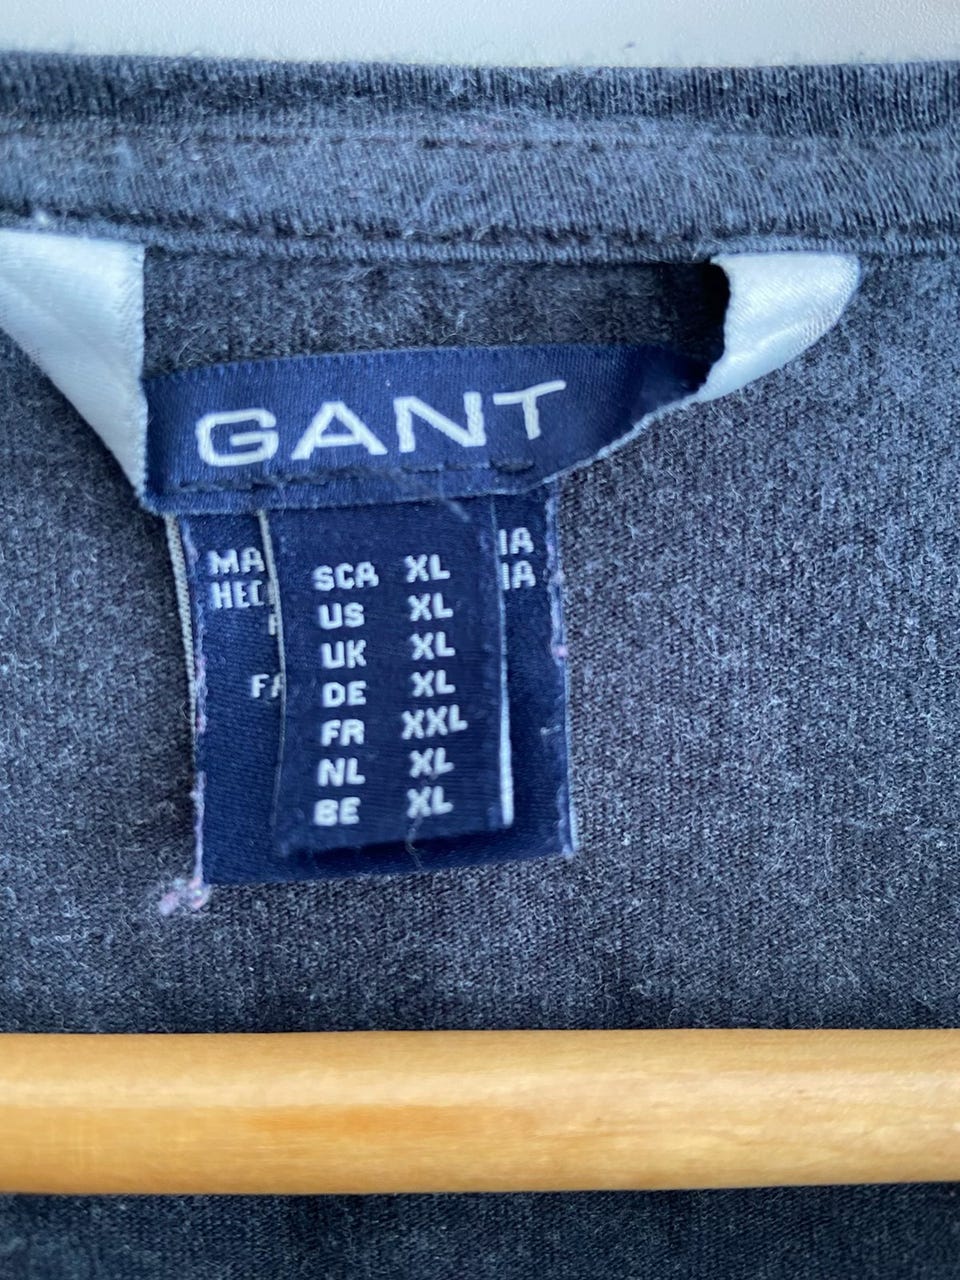 GANT
SCA XL
US XL
UK XL
DE XL
FR XXL
NL XL
BE XL